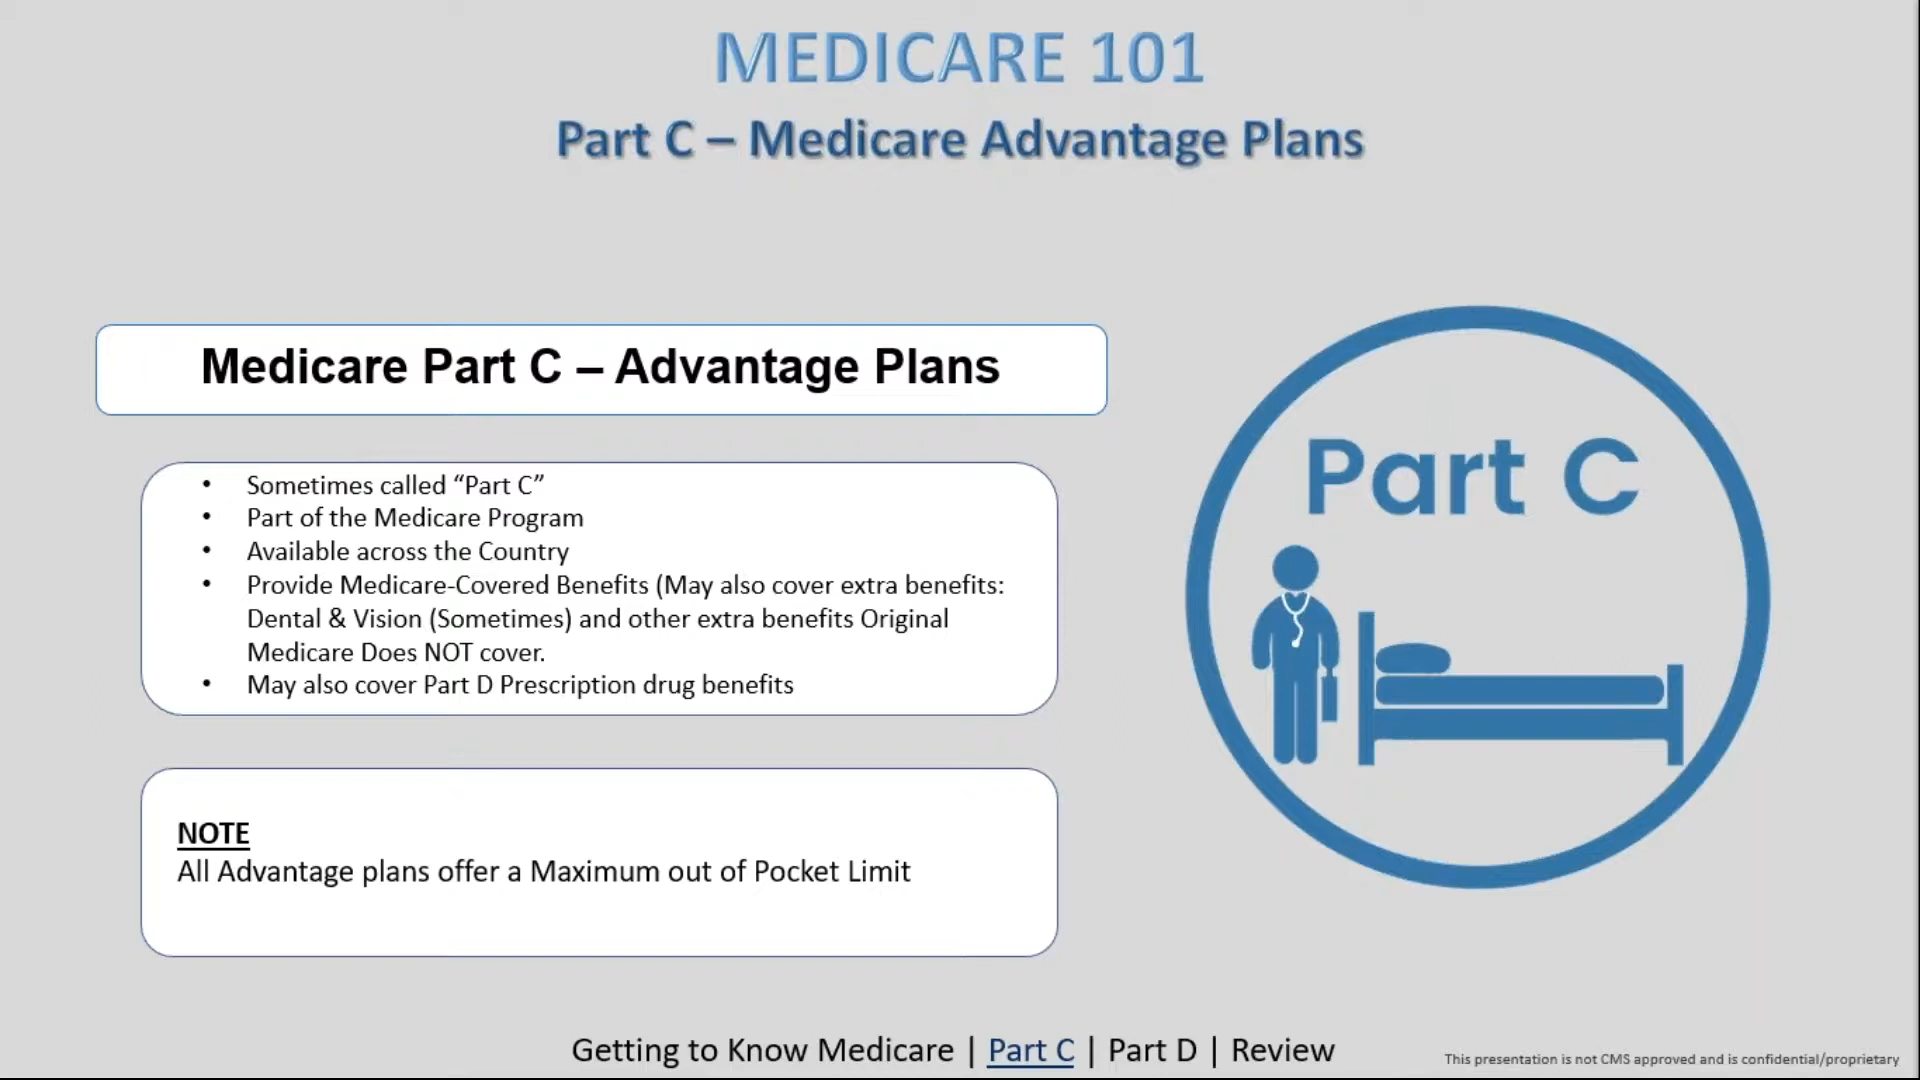 MEDICARE 101
Part C – Medicare Advantage Plans
Medicare Part C – Advantage Plans
• Sometimes called “Part C”
• Part of the Medicare Program
• Available across the Country
• Provide Medicare-Covered Benefits (May also cover extra benefits:
Dental & Vision (Sometimes) and other extra benefits Original
Medicare Does NOT cover.
• May also cover Part D Prescription drug benefits
Part C
NOTE
All Advantage plans offer a Maximum out of Pocket Limit
Getting to Know Medicare | Part C | Part D | Review
This presentation is not CMS approved and is confidential/proprietary